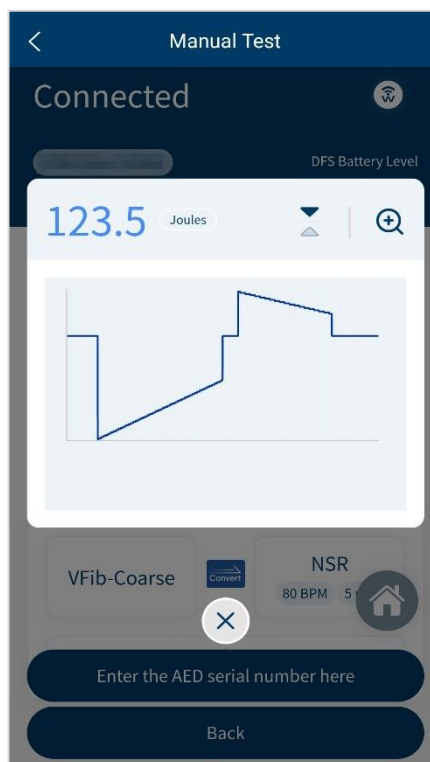 Manual Test
Connected
DFS Battery Level
123.5 Joules
VFib-Coarse
Convert
NSR
80 BPM 5
Enter the AED serial number here
Back